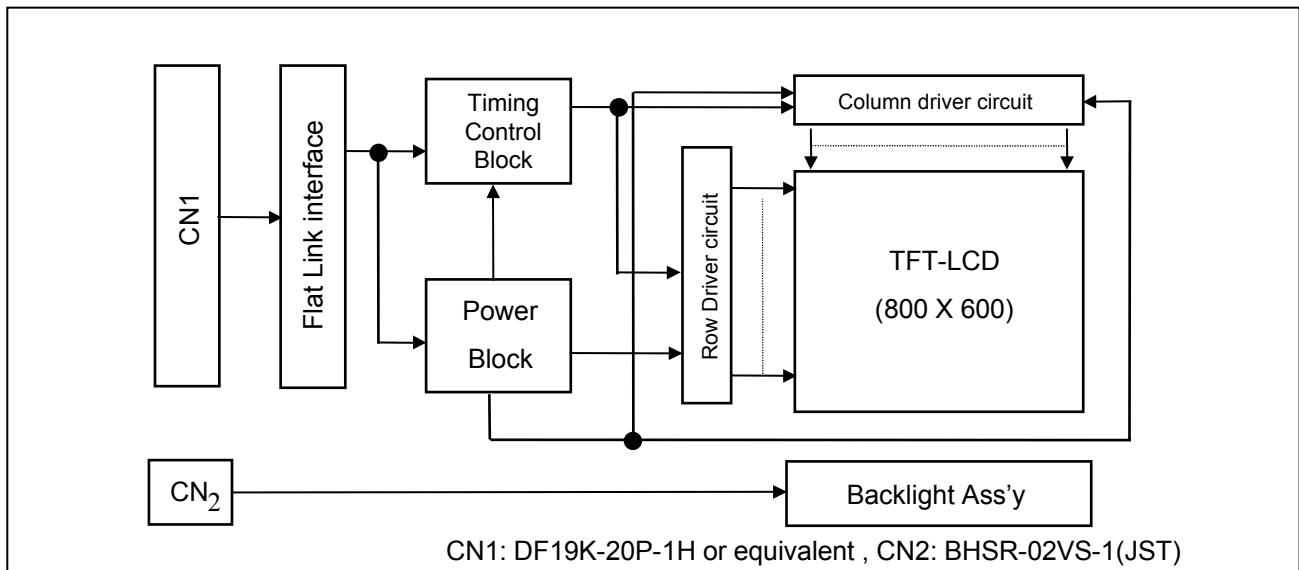 CN1
Flat Link interface
Timing
Control
Block
Power
Block
Row Driver circuit
Column driver circuit
TFT-LCD
(800 X 600)
CN2
Backlight Ass’y
CN1: DF19K-20P-1H or equivalent , CN2: BHSR-02VS-1(JST)